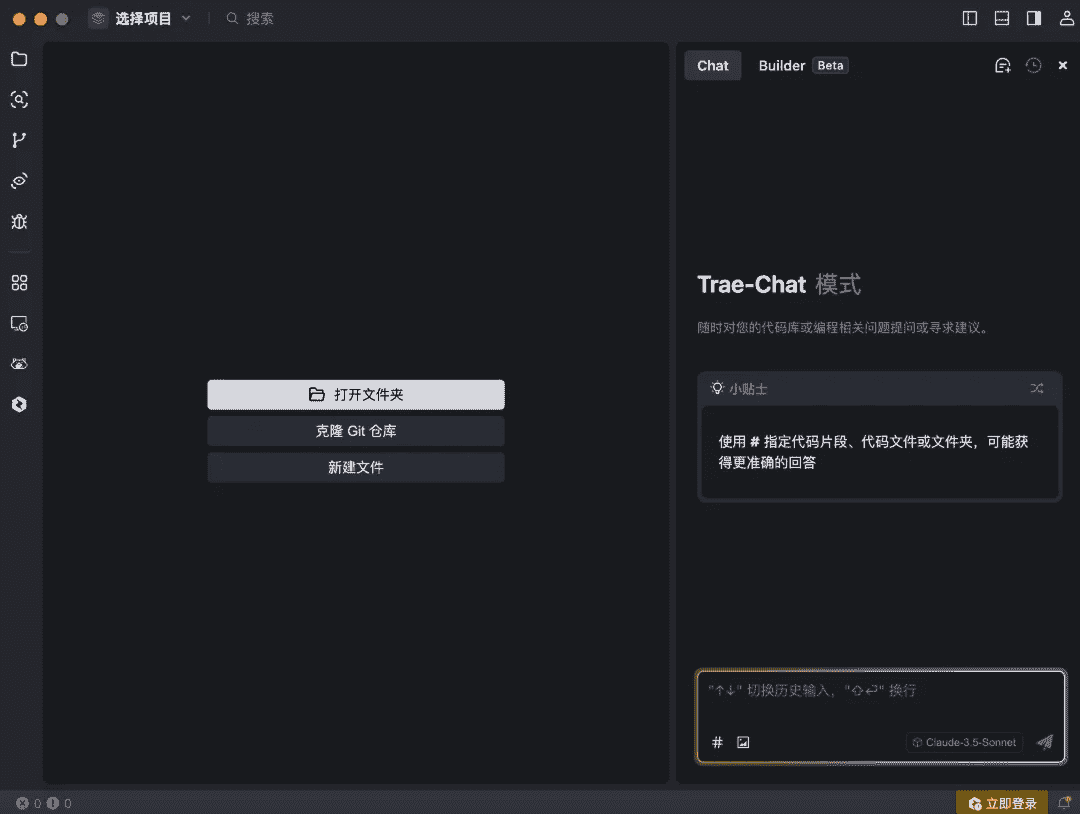 选择项目
搜索
Chat
Builder Beta
Trae-Chat 模式
随时对您的代码库或编程相关问题提问或寻求建议。
小贴士
使用 # 指定代码片段、代码文件或文件夹，可能获
得更准确的回答
打开文件夹
克隆 Git 仓库
新建文件
"↑↓" 切换历史输入，"⇧⏎" 换行
#
Claude-3.5-Sonnet
0 0
立即登录